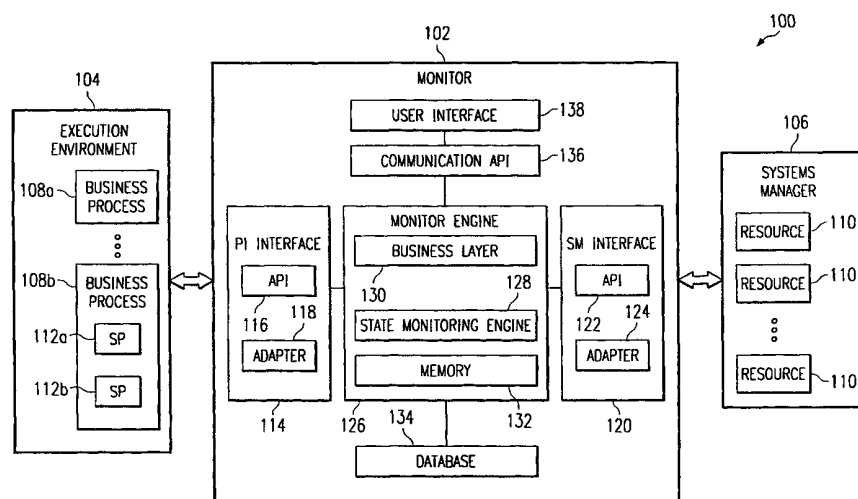 100
102
MONITOR
104
EXECUTION
ENVIRONMENT
108a
BUSINESS
PROCESS
108b
BUSINESS
PROCESS
112a
SP
112b
SP
USER INTERFACE
138
COMMUNICATION API
136
PI INTERFACE
API
116
118
ADAPTER
114
MONITOR ENGINE
BUSINESS LAYER
130
128
STATE MONITORING ENGINE
MEMORY
126
132
134
DATABASE
SM INTERFACE
API
122
124
ADAPTER
120
106
SYSTEMS
MANAGER
RESOURCE
110
RESOURCE
110
RESOURCE
110